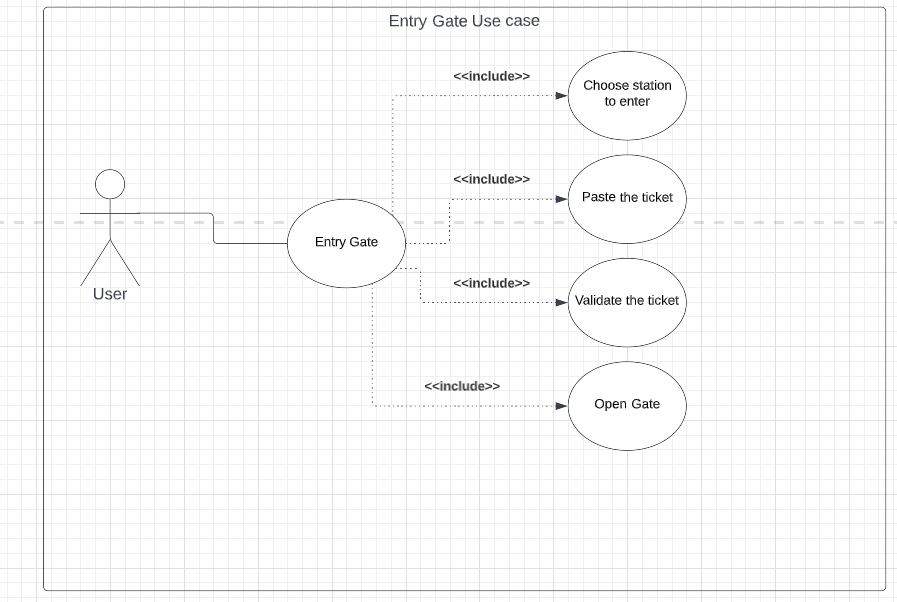 Entry Gate Use case
<<include>>
Choose station
to enter
<<include>>
Paste the ticket
Entry Gate
<<include>>
Validate the ticket
User
<<include>>
Open Gate